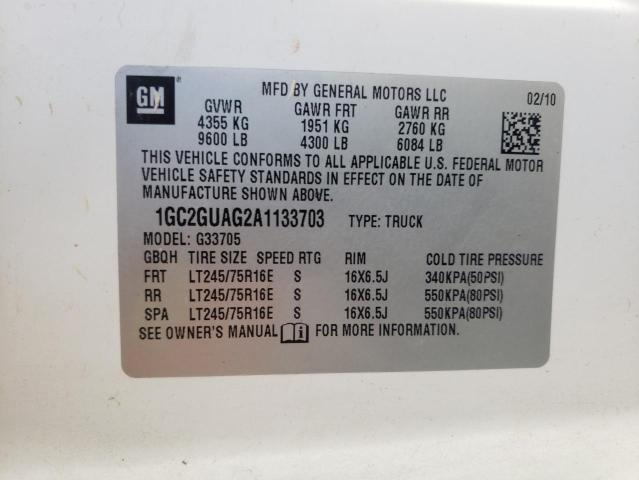 GM
MFD BY GENERAL MOTORS LLC 02/10
GVWR GAWR FRT GAWR RR
4355 KG 1951 KG 2760 KG
9600 LB 4300 LB 6084 LB
THIS VEHICLE CONFORMS TO ALL APPLICABLE U.S. FEDERAL MOTOR
VEHICLE SAFETY STANDARDS IN EFFECT ON THE DATE OF
MANUFACTURE SHOWN ABOVE.
1GC2GUAG2A1133703 TYPE: TRUCK
MODEL: G33705
GBQH TIRE SIZE SPEED RTG RIM COLD TIRE PRESSURE
FRT LT245/75R16E S 16X6.5J 340KPA(50PSI)
RR LT245/75R16E S 16X6.5J 550KPA(80PSI)
SPA LT245/75R16E S 16X6.5J 550KPA(80PSI)
SEE OWNER'S MANUAL FOR MORE INFORMATION.